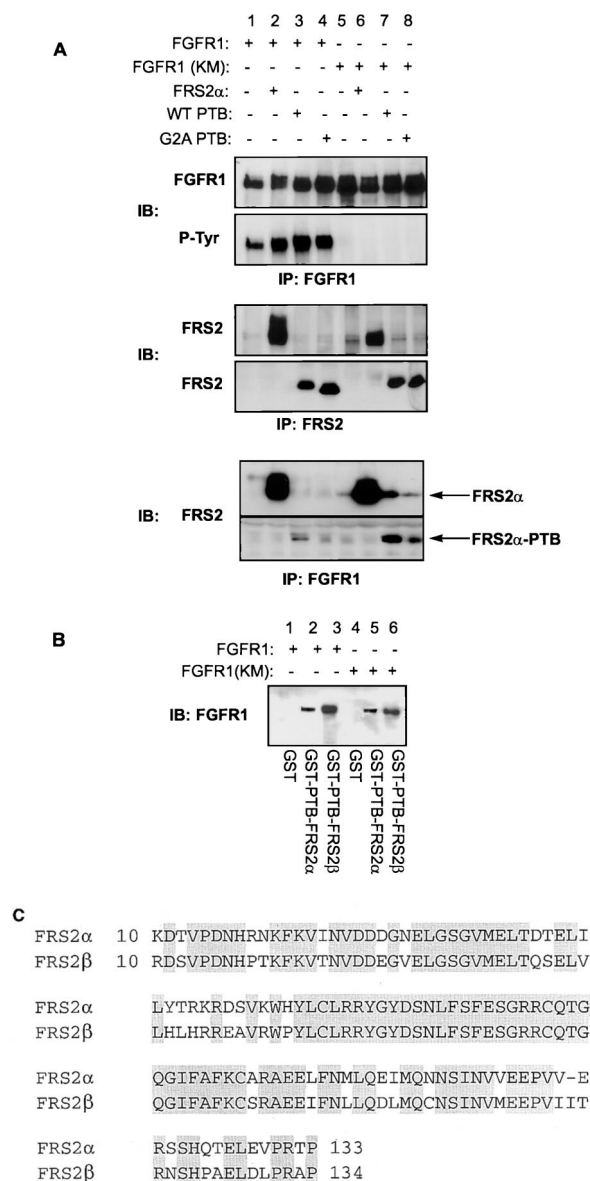 A
1 2 3 4 5 6 7 8
FGFR1: + + + + - - - -
FGFR1 (KM): - - - - + + + +
FRS2α: - + - - - + - -
WT PTB: - - + - - - + -
G2A PTB: - - - + - - - +
FGFR1
IB:
P-Tyr
IP: FGFR1
FRS2
IB:
FRS2
IP: FRS2
FRS2α
IB: FRS2
FRS2α-PTB
IP: FGFR1
B
1 2 3 4 5 6
FGFR1: + + + - - -
FGFR1(KM): - - - + + +
IB: FGFR1
GST
GST-PTB-FRS2α
GST-PTB-FRS2β
GST
GST-PTB-FRS2α
GST-PTB-FRS2β
C
FRS2α 10 KDTVPDNHRNKFKVINVDDDGNELGSGVMELTDTELI
FRS2β 10 RDSVPDNHPTKFKVTNVDDEGVELGSGVMELTQSELV
FRS2α LYTRKRDSVKWHYLCLRRYGYDSNLFSFESGRRCQTG
FRS2β LHLHRREAVRWPYLCLRRYGYDSNLFSFESGRRCQTG
FRS2α QGIFAFKCARAEELFNMLQEIMQNNSINVVEEPVV-E
FRS2β QGIFAFKCSRAEEIFNLLQDLMQCNSINVMEEPVIIT
FRS2α RSSHQTELEVPRTP 133
FRS2β RNSHPAELDLPRAP 134